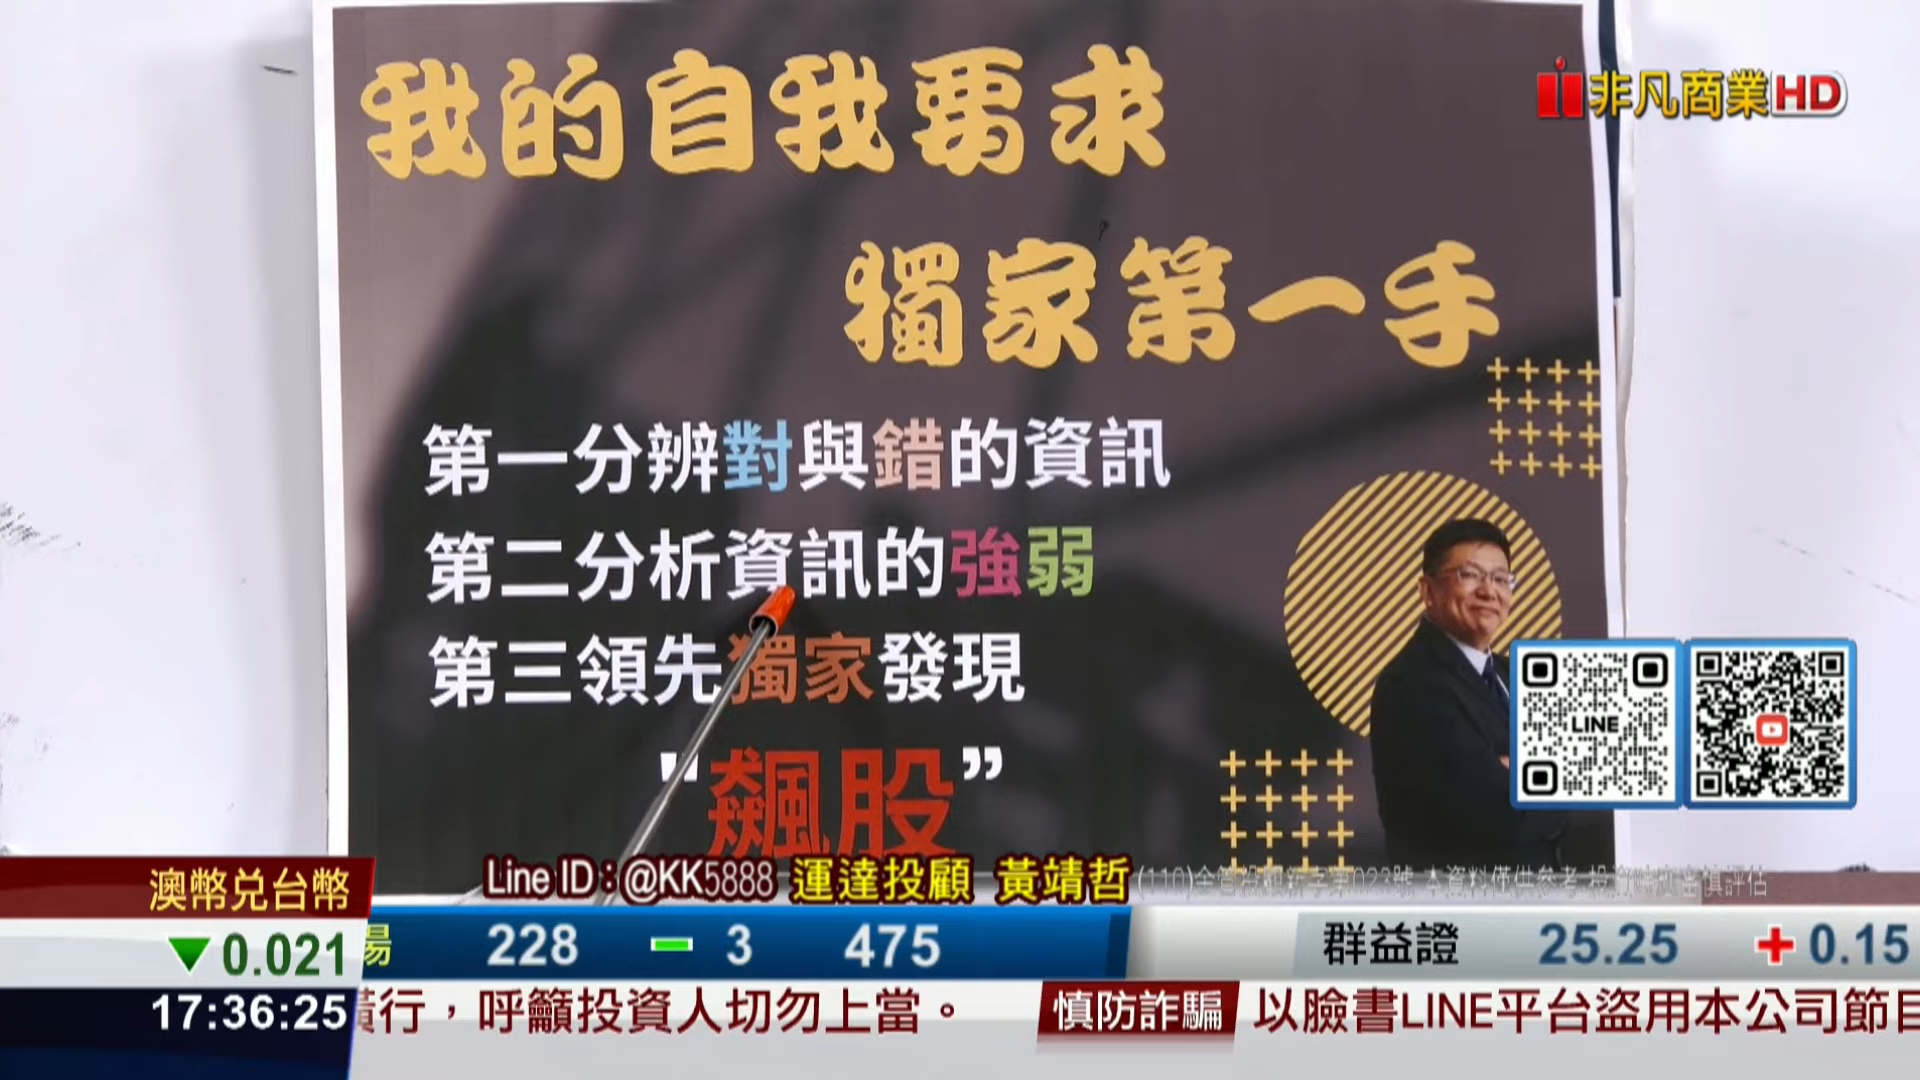 我的自我要求
非凡商業HD
獨家第一手
第一分辨對與錯的資訊
第二分析資訊的強弱
第三領先獨家發現
"飆股"
LINE
Line ID:@KK5888 運達投顧 黃靖哲
澳幣兌台幣
▼0.021
228 － 3 475
群益證 25.25 + 0.15
17:36:25
橫行，呼籲投資人切勿上當。
慎防詐騙
以臉書LINE平台盜用本公司節目